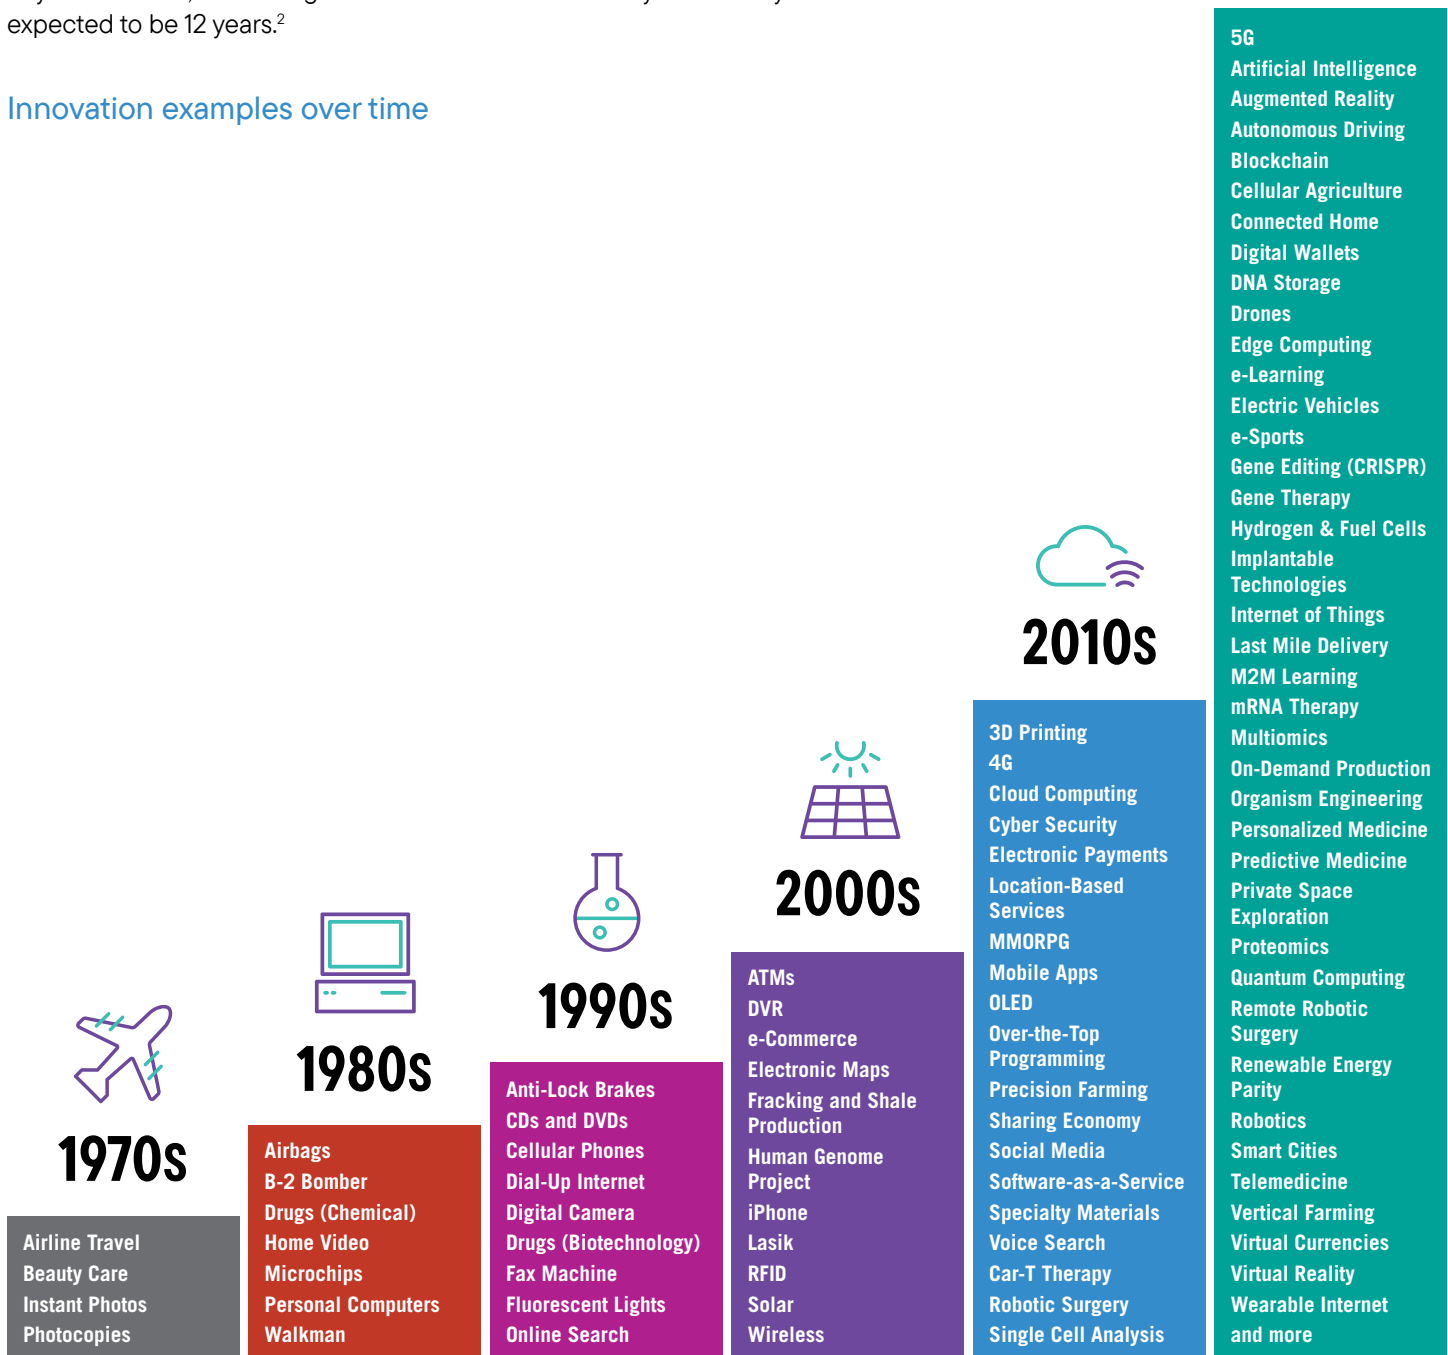 expected to be 12 years.2
Innovation examples over time
1970s
Airline Travel
Beauty Care
Instant Photos
Photocopies
1980s
Airbags
B-2 Bomber
Drugs (Chemical)
Home Video
Microchips
Personal Computers
Walkman
1990s
Anti-Lock Brakes
CDs and DVDs
Cellular Phones
Dial-Up Internet
Digital Camera
Drugs (Biotechnology)
Fax Machine
Fluorescent Lights
Online Search
2000s
ATMs
DVR
e-Commerce
Electronic Maps
Fracking and Shale
Production
Human Genome
Project
iPhone
Lasik
RFID
Solar
Wireless
2010s
3D Printing
4G
Cloud Computing
Cyber Security
Electronic Payments
Location-Based
Services
MMORPG
Mobile Apps
OLED
Over-the-Top
Programming
Precision Farming
Sharing Economy
Social Media
Software-as-a-Service
Specialty Materials
Voice Search
Car-T Therapy
Robotic Surgery
Single Cell Analysis
5G
Artificial Intelligence
Augmented Reality
Autonomous Driving
Blockchain
Cellular Agriculture
Connected Home
Digital Wallets
DNA Storage
Drones
Edge Computing
e-Learning
Electric Vehicles
e-Sports
Gene Editing (CRISPR)
Gene Therapy
Hydrogen & Fuel Cells
Implantable
Technologies
Internet of Things
Last Mile Delivery
M2M Learning
mRNA Therapy
Multiomics
On-Demand Production
Organism Engineering
Personalized Medicine
Predictive Medicine
Private Space
Exploration
Proteomics
Quantum Computing
Remote Robotic
Surgery
Renewable Energy
Parity
Robotics
Smart Cities
Telemedicine
Vertical Farming
Virtual Currencies
Virtual Reality
Wearable Internet
and more